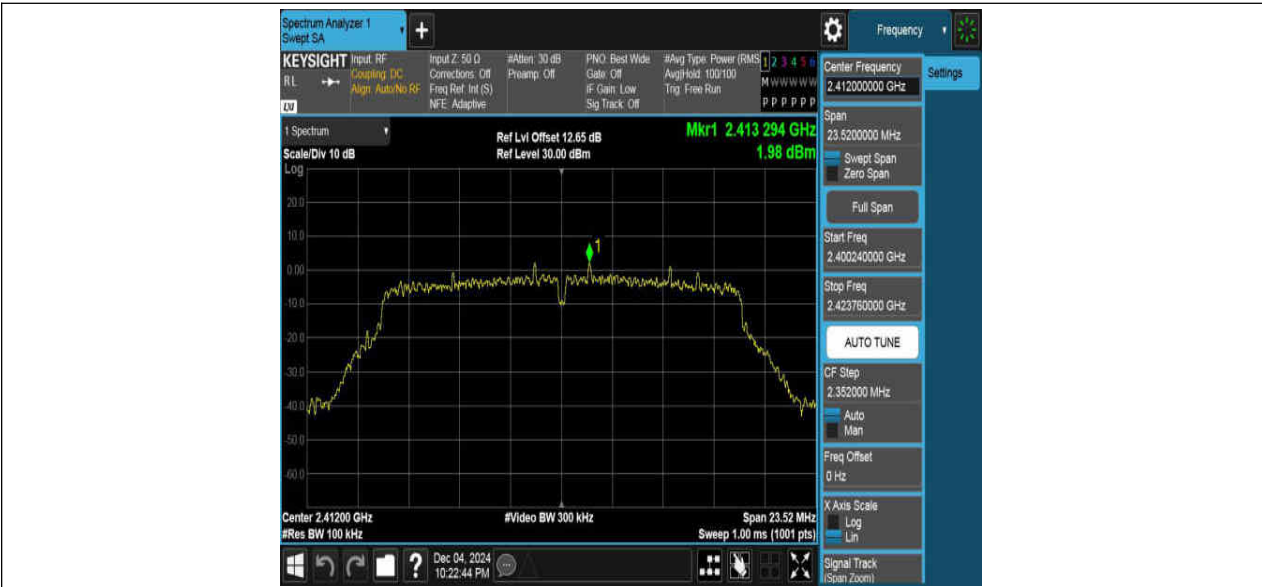 Spectrum Analyzer 1
Swept SA
+
Frequency
KEYSIGHT
RL
LXI
Input: RF
Coupling: DC
Align: Auto/No RF
Input Z: 50 Ω
Corrections: Off
Freq Ref: Int (S)
NFE: Adaptive
#Atten: 30 dB
Preamp: Off
PNO: Best Wide
Gate: Off
IF Gain: Low
Sig Track: Off
#Avg Type: Power (RMS
Avg|Hold: 100/100
Trig: Free Run
1 2 3 4 5 6
M W W W W W
P P P P P P
1 Spectrum
Scale/Div 10 dB
Ref Lvl Offset 12.65 dB
Ref Level 30.00 dBm
Mkr1 2.413 294 GHz
1.98 dBm
Log
20.0
10.0
0.00
-10.0
-20.0
-30.0
-40.0
-50.0
-60.0
1
Center 2.41200 GHz
#Res BW 100 kHz
#Video BW 300 kHz
Span 23.52 MHz
Sweep 1.00 ms (1001 pts)
?
Dec 04, 2024
10:22:44 PM
Center Frequency
2.412000000 GHz
Settings
Span
23.5200000 MHz
Swept Span
Zero Span
Full Span
Start Freq
2.400240000 GHz
Stop Freq
2.423760000 GHz
AUTO TUNE
CF Step
2.352000 MHz
Auto
Man
Freq Offset
0 Hz
X Axis Scale
Log
Lin
Signal Track
(Span Zoom)